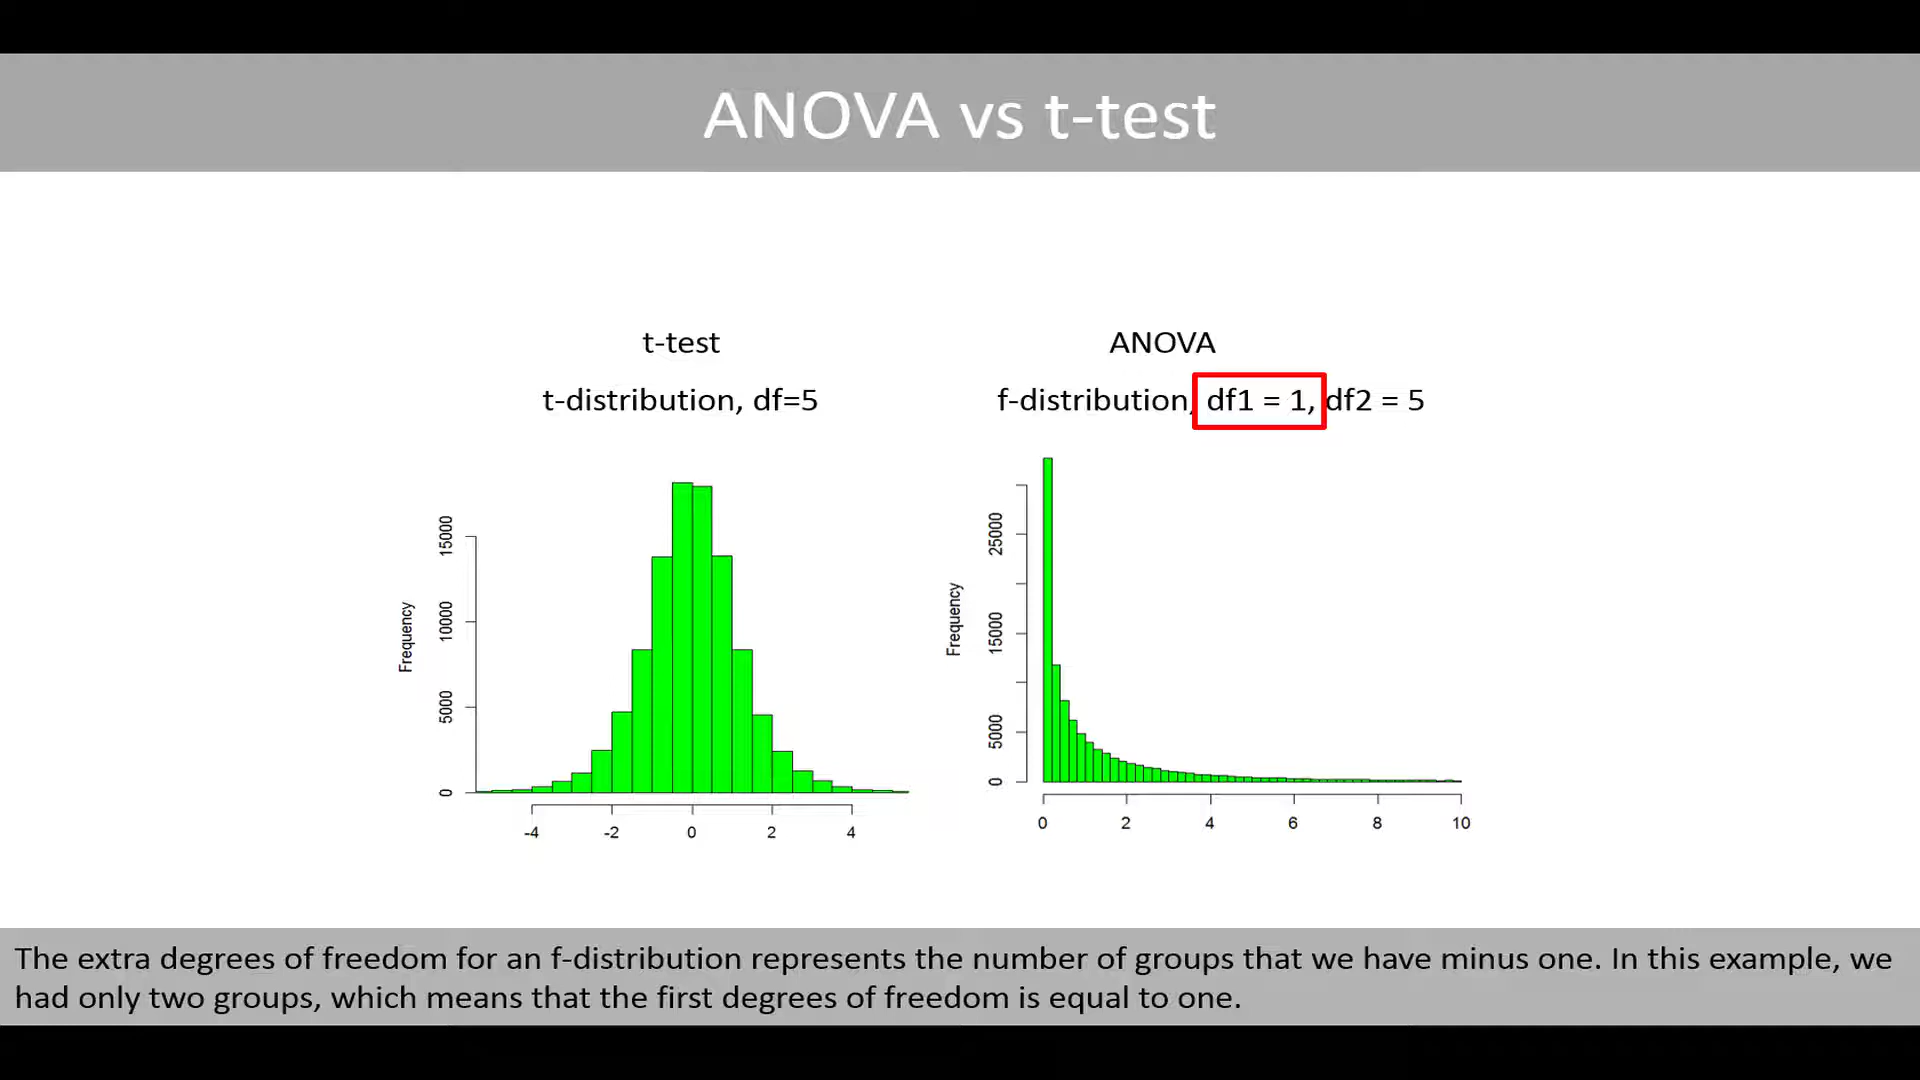 ANOVA vs t-test
t-test
ANOVA
t-distribution, df=5
f-distribution, df1 = 1, df2 = 5
Frequency
0
5000
10000
15000
-4
-2
0
2
4
Frequency
0
5000
15000
25000
0
2
4
6
8
10
The extra degrees of freedom for an f-distribution represents the number of groups that we have minus one. In this example, we
had only two groups, which means that the first degrees of freedom is equal to one.